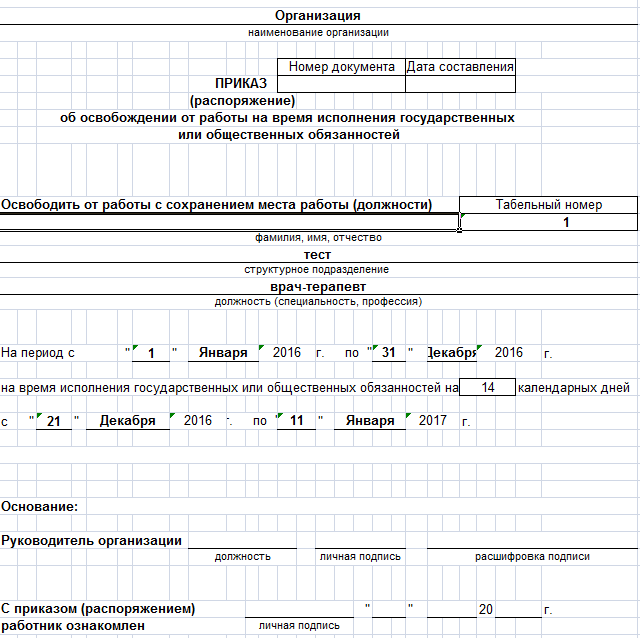 Организация
наименование организации
Номер документа Дата составления
ПРИКАЗ
(распоряжение)
об освобождении от работы на время исполнения государственных
или общественных обязанностей
Освободить от работы с сохранением места работы (должности) Табельный номер
1
фамилия, имя, отчество
тест
структурное подразделение
врач-терапевт
должность (специальность, профессия)
На период с " 1 " Января 2016 г. по " 31 " Декабря 2016 г.
на время исполнения государственных или общественных обязанностей на 14 календарных дней
с " 21 " Декабря 2016 г. по " 11 " Января 2017 г.
Основание:
Руководитель организации
должность личная подпись расшифровка подписи
С приказом (распоряжением) " " 20 г.
работник ознакомлен
личная подпись